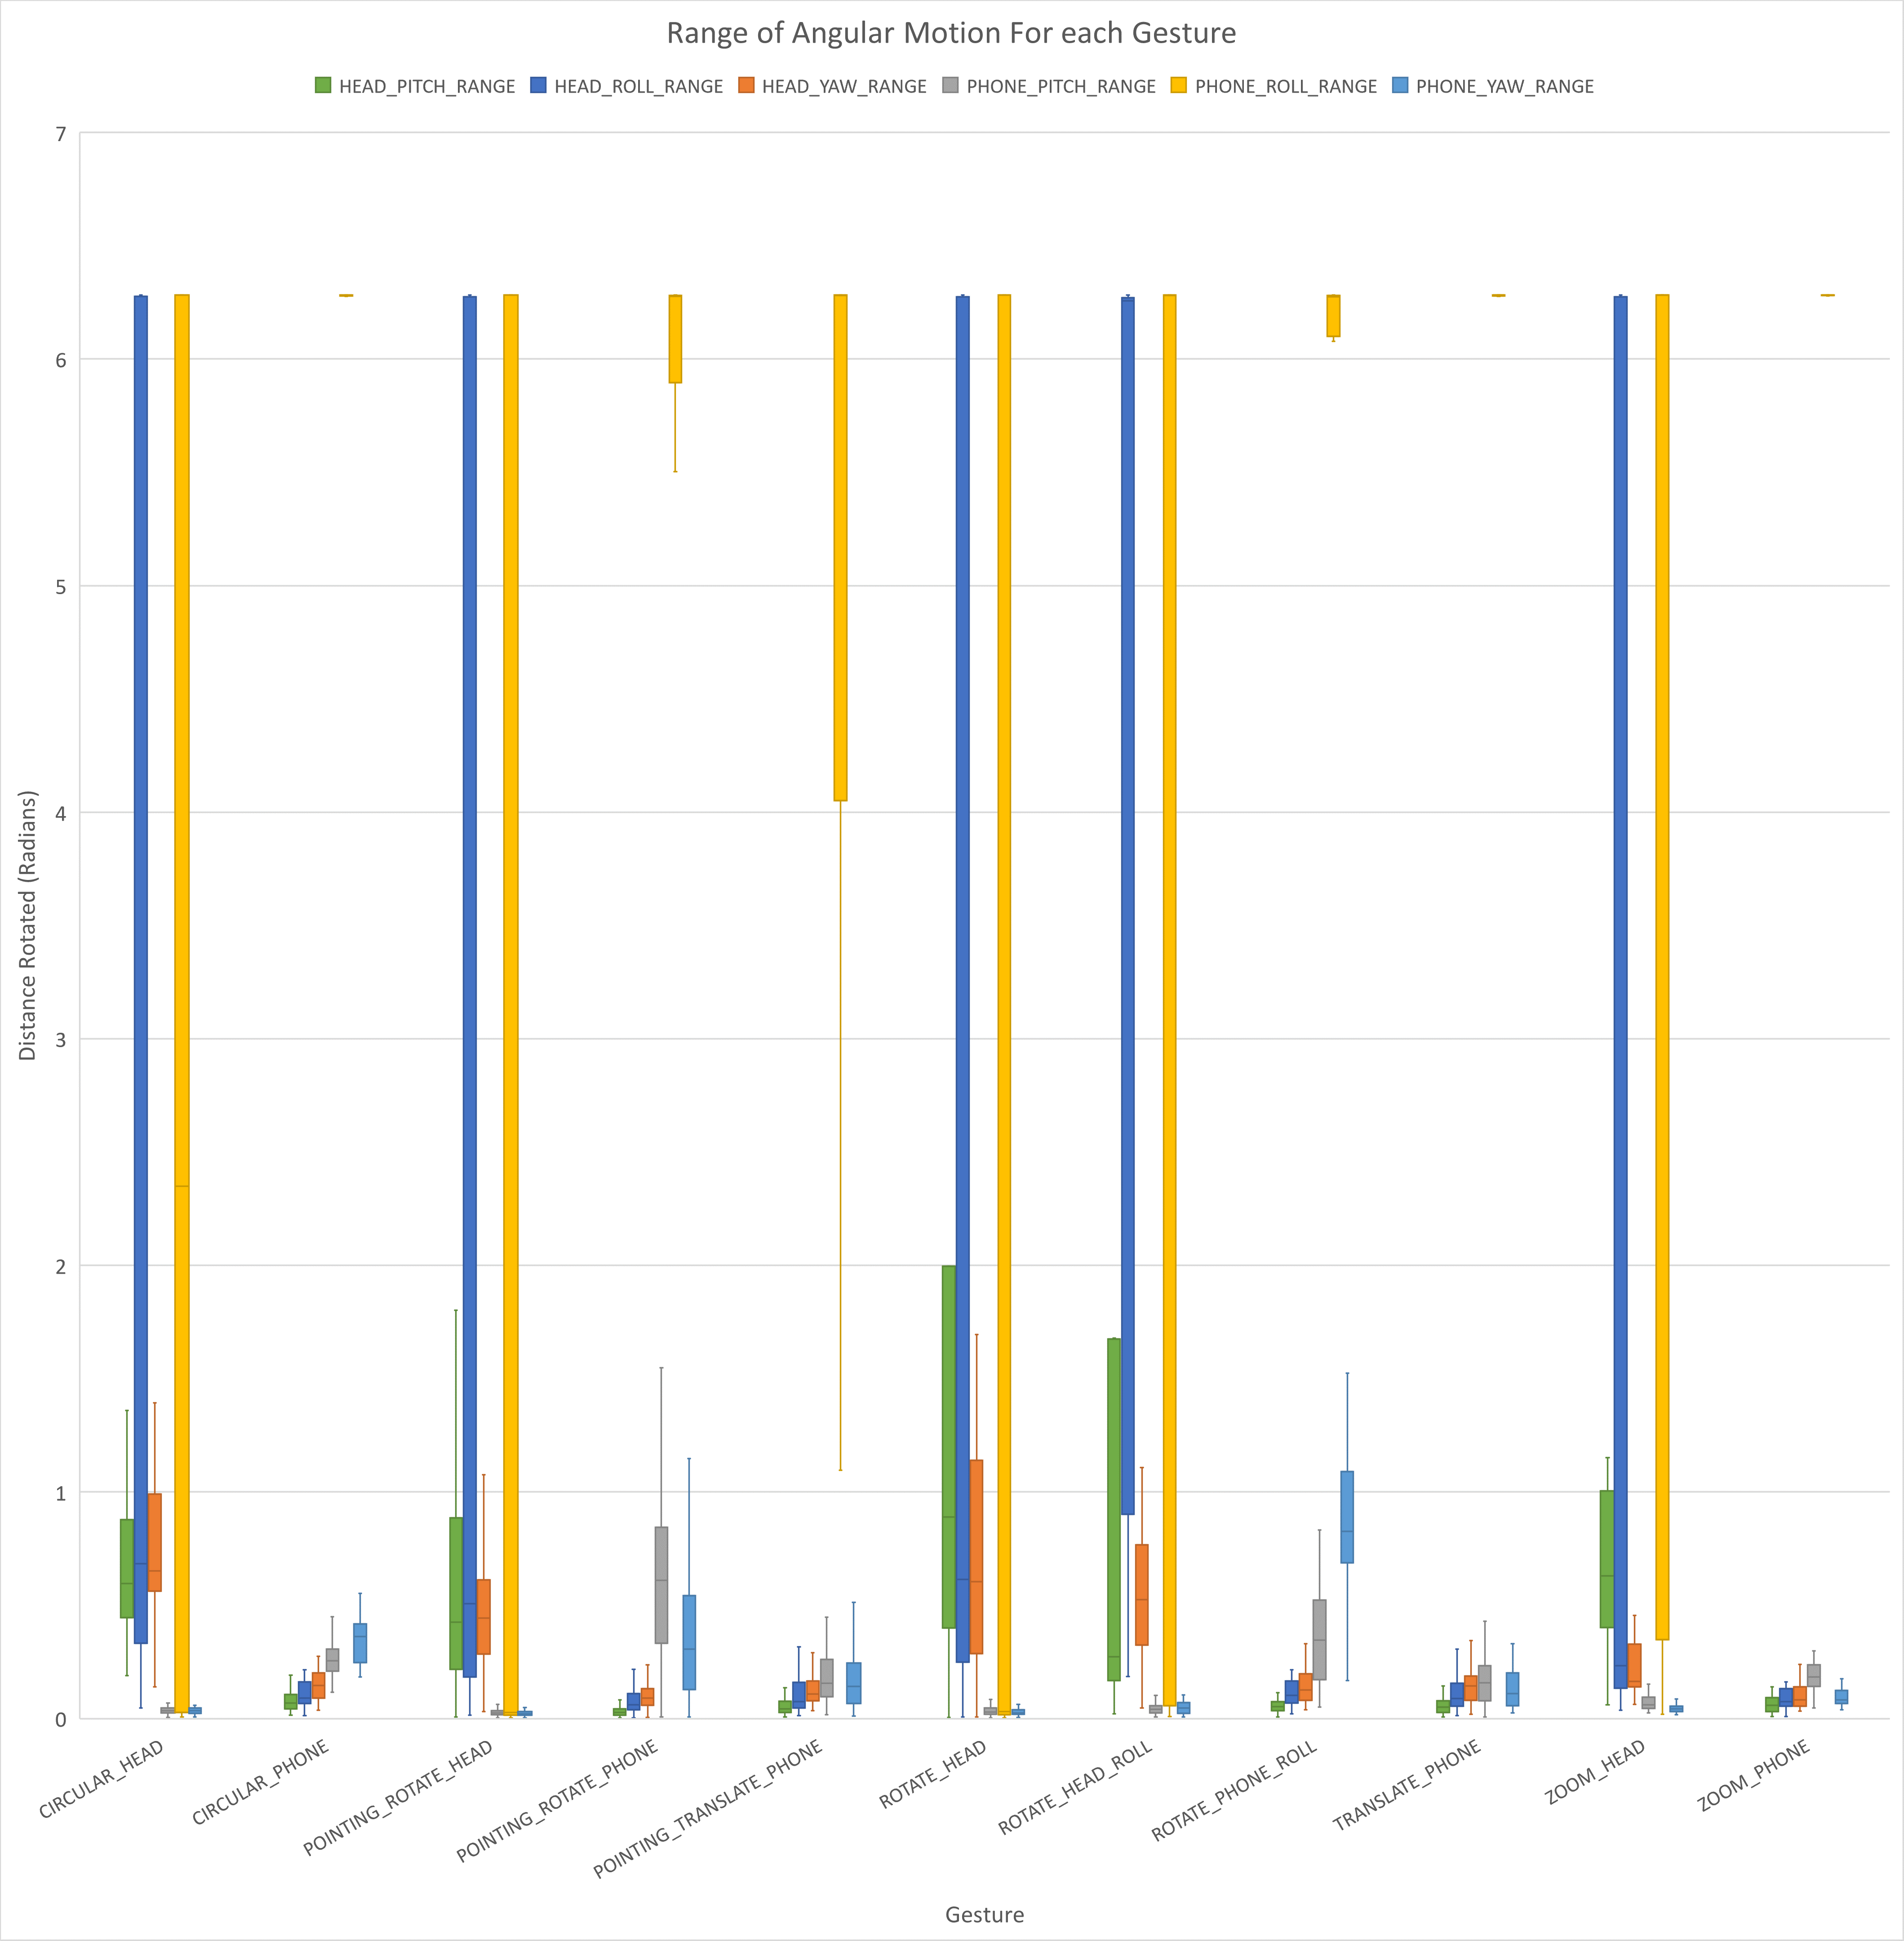 Range of Angular Motion For each Gesture
HEAD_PITCH_RANGE HEAD_ROLL_RANGE HEAD_YAW_RANGE PHONE_PITCH_RANGE PHONE_ROLL_RANGE PHONE_YAW_RANGE
7
6
5
4
3
2
1
0
Distance Rotated (Radians)
CIRCULAR_HEAD
CIRCULAR_PHONE
POINTING_ROTATE_HEAD
POINTING_ROTATE_PHONE
POINTING_TRANSLATE_PHONE
ROTATE_HEAD
ROTATE_HEAD_ROLL
ROTATE_PHONE_ROLL
TRANSLATE_PHONE
ZOOM_HEAD
ZOOM_PHONE
Gesture